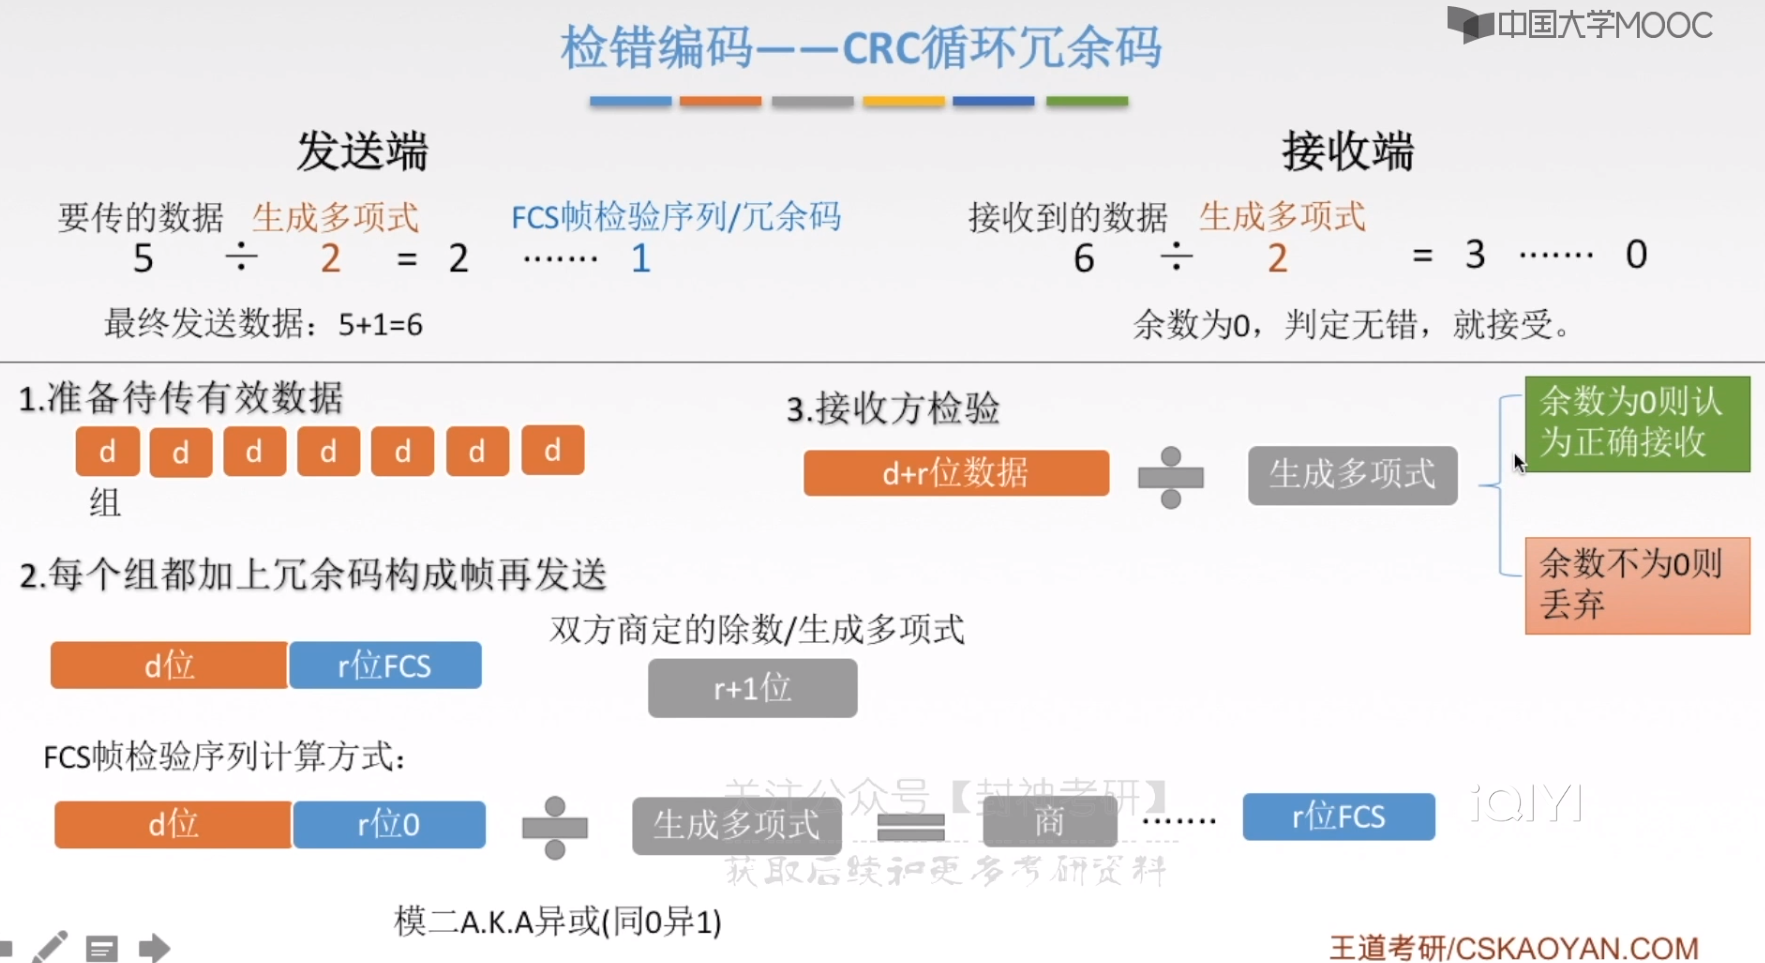 中国大学MOOC
检错编码——CRC循环冗余码
发送端
接收端
要传的数据 生成多项式 FCS帧检验序列/冗余码
5 ÷ 2 = 2 ······· 1
最终发送数据：5+1=6
接收到的数据 生成多项式
6 ÷ 2 = 3 ······· 0
余数为0，判定无错，就接受。
1.准备待传有效数据
d d d d d d d
组
2.每个组都加上冗余码构成帧再发送
d位 r位FCS
双方商定的除数/生成多项式
r+1位
FCS帧检验序列计算方式：
d位 r位0 ÷ 生成多项式 = 商 ······· r位FCS
模二A.K.A异或(同0异1)
3.接收方检验
d+r位数据 ÷ 生成多项式
余数为0则认
为正确接收
余数不为0则
丢弃
关注公众号【封神考研】
获取后续和更多考研资料
iQIYI
王道考研/CSKAOYAN.COM